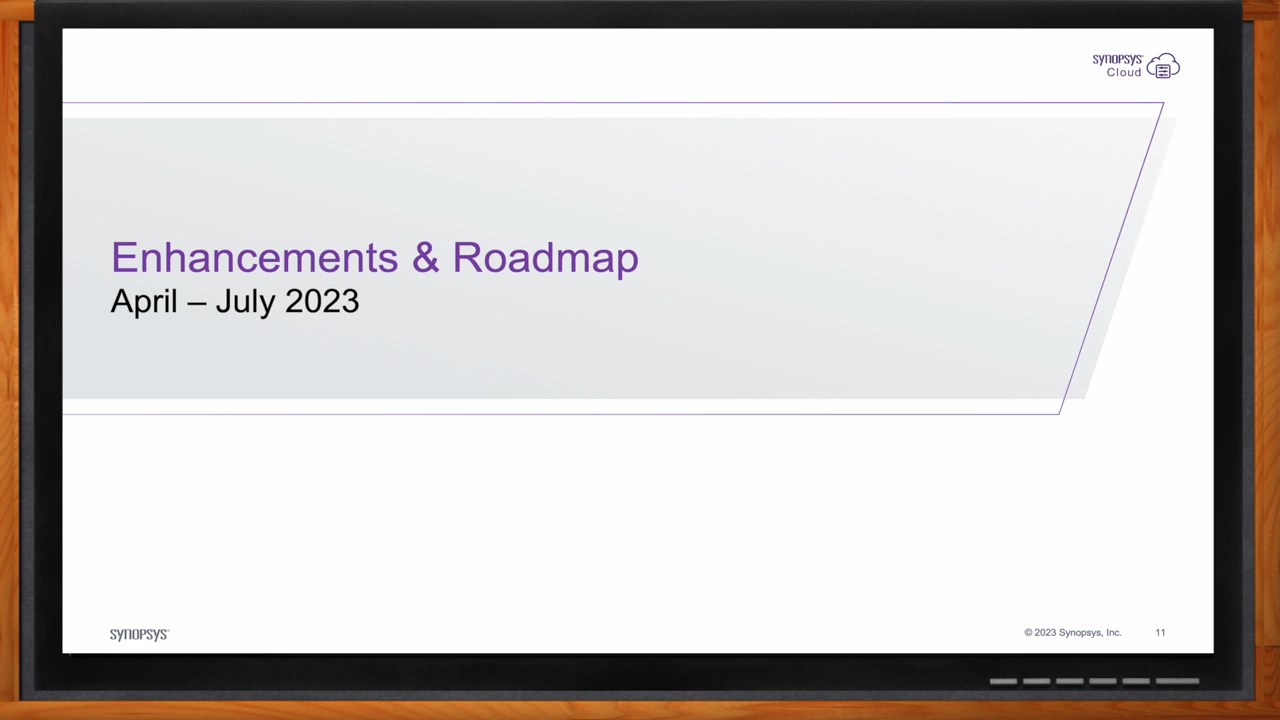 SYNOPSYS
Cloud
Enhancements & Roadmap
April – July 2023
SYNOPSYS
© 2023 Synopsys, Inc. 11